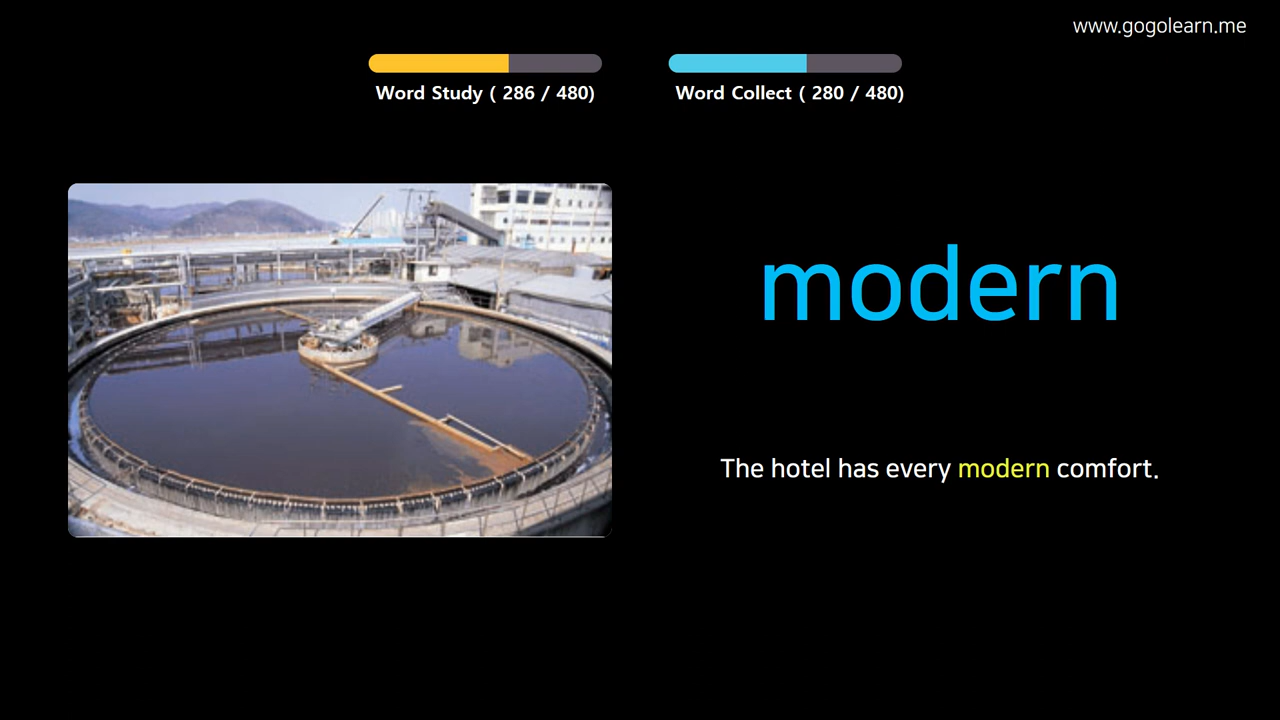 www.gogolearn.me
Word Study ( 286 / 480)
Word Collect ( 280 / 480)
modern
The hotel has every modern comfort.